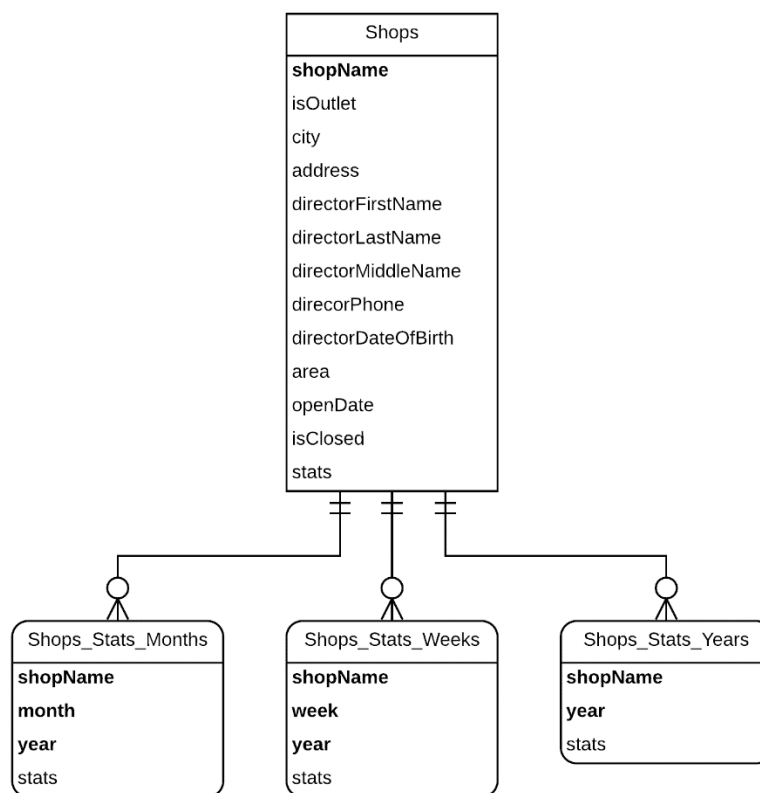 Shops
shopName
isOutlet
city
address
directorFirstName
directorLastName
directorMiddleName
direcorPhone
directorDateOfBirth
area
openDate
isClosed
stats
Shops_Stats_Months
shopName
month
year
stats
Shops_Stats_Weeks
shopName
week
year
stats
Shops_Stats_Years
shopName
year
stats